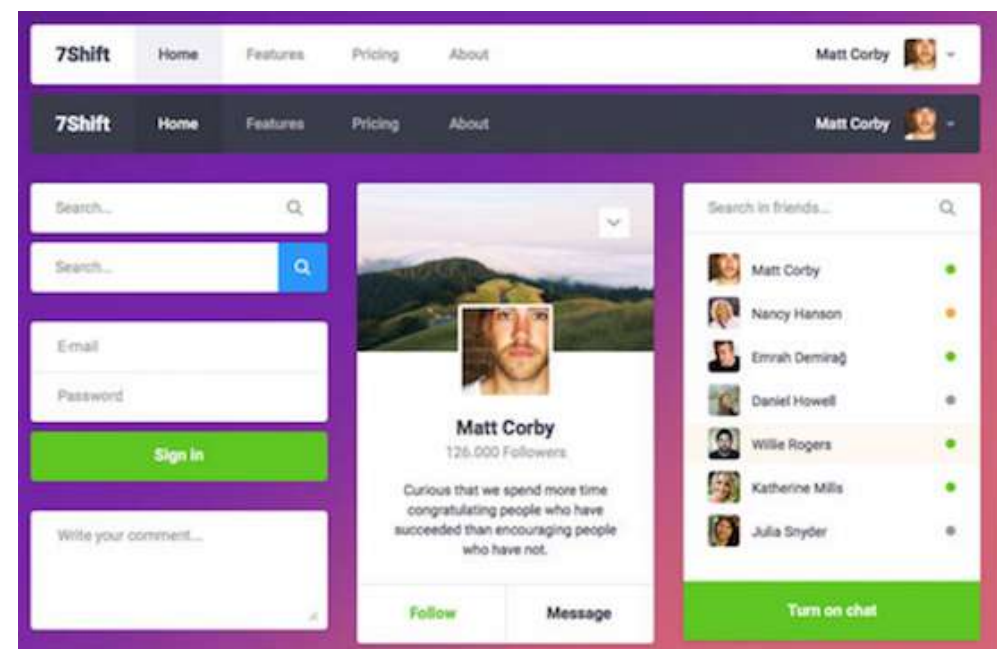 7Shift Home Features Pricing About Matt Corby
7Shift Home Features Pricing About Matt Corby
Search...
Search...
E-mail
Password
Sign in
Write your comment...
Matt Corby
126.000 Followers
Curious that we spend more time
congratulating people who have
succeeded than encouraging people
who have not.
Follow Message
Search in friends...
Matt Corby
Nancy Hanson
Emrah Demirağ
Daniel Howell
Willie Rogers
Katherine Mills
Julia Snyder
Turn on chat